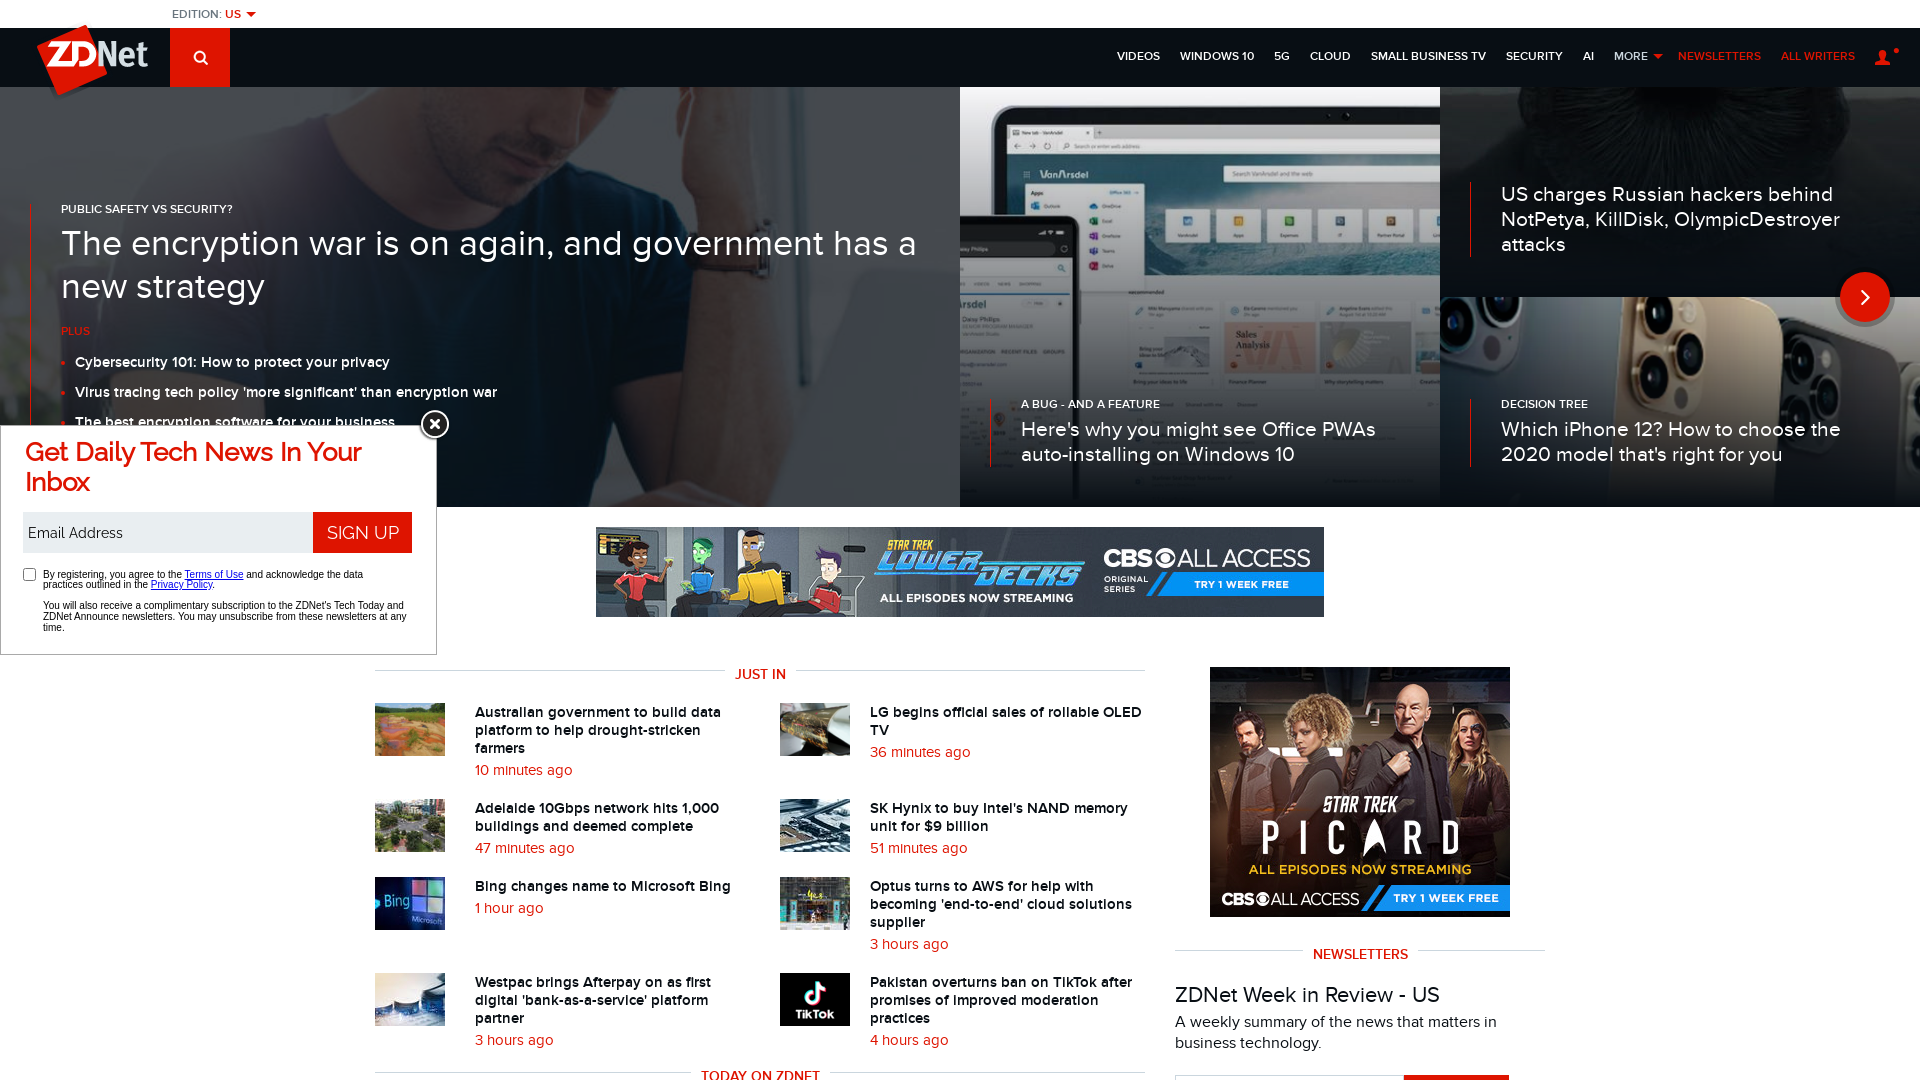 EDITION: US
ZDNet
VIDEOS WINDOWS 10 5G CLOUD SMALL BUSINESS TV SECURITY AI MORE NEWSLETTERS ALL WRITERS
PUBLIC SAFETY VS SECURITY?
The encryption war is on again, and government has a
new strategy
PLUS
Cybersecurity 101: How to protect your privacy
Virus tracing tech policy 'more significant' than encryption war
The best encryption software for your business
VanArsdel
Sales
Analysis
A BUG - AND A FEATURE
Here's why you might see Office PWAs
auto-installing on Windows 10
US charges Russian hackers behind
NotPetya, KillDisk, OlympicDestroyer
attacks
DECISION TREE
Which iPhone 12? How to choose the
2020 model that's right for you
Get Daily Tech News In Your
Inbox
Email Address
SIGN UP
By registering, you agree to the Terms of Use and acknowledge the data
practices outlined in the Privacy Policy.
You will also receive a complimentary subscription to the ZDNet's Tech Today and
ZDNet Announce newsletters. You may unsubscribe from these newsletters at any
time.
STAR TREK
LOWER DECKS
ALL EPISODES NOW STREAMING
CBS ALL ACCESS
ORIGINAL
SERIES
TRY 1 WEEK FREE
JUST IN
Australian government to build data
platform to help drought-stricken
farmers
10 minutes ago
LG begins official sales of rollable OLED
TV
36 minutes ago
Adelaide 10Gbps network hits 1,000
buildings and deemed complete
47 minutes ago
SK Hynix to buy Intel's NAND memory
unit for $9 billion
51 minutes ago
Bing
Microsoft
Bing changes name to Microsoft Bing
1 hour ago
yes
Optus turns to AWS for help with
becoming 'end-to-end' cloud solutions
supplier
3 hours ago
Westpac brings Afterpay on as first
digital 'bank-as-a-service' platform
partner
3 hours ago
TikTok
Pakistan overturns ban on TikTok after
promises of improved moderation
practices
4 hours ago
TODAY ON ZDNET
STAR TREK
PICARD
ALL EPISODES NOW STREAMING
CBS ALL ACCESS
TRY 1 WEEK FREE
NEWSLETTERS
ZDNet Week in Review - US
A weekly summary of the news that matters in
business technology.